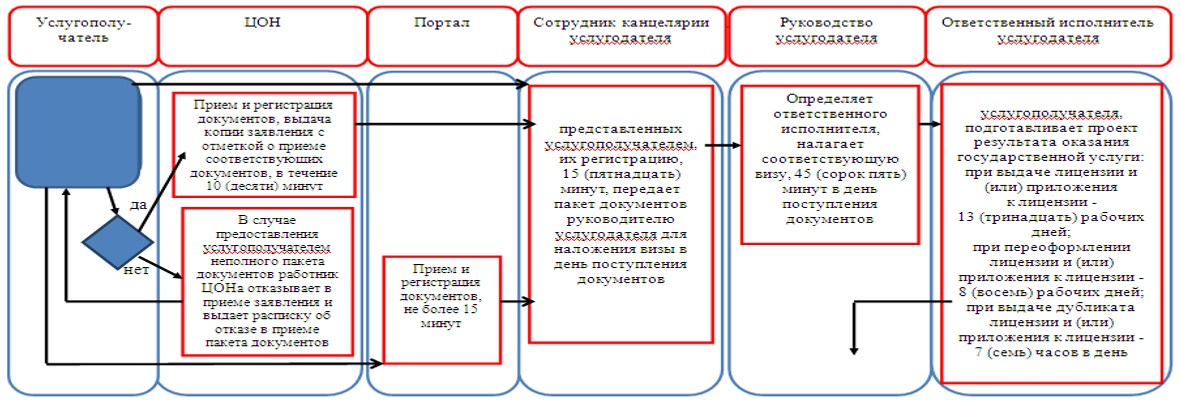 Услугополу-
чатель
ЦОН
Портал
Сотрудник канцелярии
услугодателя
Руководство
услугодателя
Ответственный исполнитель
услугодателя
Прием и регистрация
документов, выдача
копии заявления с
отметкой о приеме
соответствующих
документов, в течение
10 (десяти) минут
да
нет
В случае
предоставления
услугополучателем
неполного пакета
документов работник
ЦОНа отказывает в
приеме заявления и
выдает расписку об
отказе в приеме
пакета документов
Прием и
регистрация
документов,
не более 15
минут
представленных
услугополучателем,
их регистрацию,
15 (пятнадцать)
минут, передает
пакет документов
руководителю
услугодателя для
наложения визы в
день поступления
документов
Определяет
ответственного
исполнителя,
налагает
соответствующую
визу, 45 (сорок пять)
минут в день
поступления
документов
услугополучателя,
подготавливает проект
результата оказания
государственной услуги:
при выдаче лицензии и
(или) приложения
к лицензии -
13 (тринадцать) рабочих
дней;
при переоформлении
лицензии и (или)
приложения к лицензии -
8 (восемь) рабочих дней;
при выдаче дубликата
лицензии и (или)
приложения к лицензии -
7 (семь) часов в день